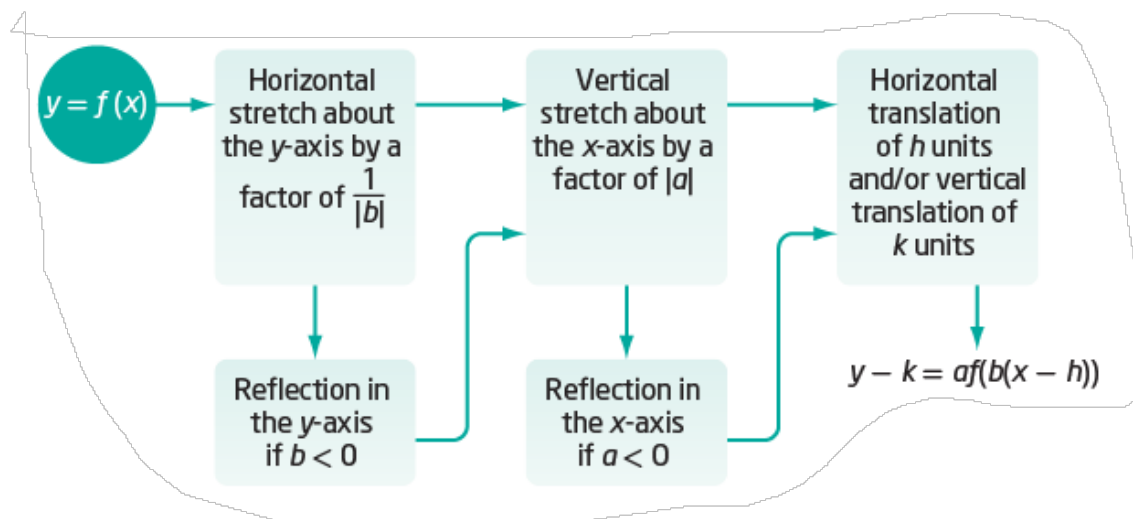 y = f (x)
Horizontal
stretch about
the y-axis by a
factor of 1/|b|
Vertical
stretch about
the x-axis by a
factor of |a|
Horizontal
translation
of h units
and/or vertical
translation of
k units
Reflection in
the y-axis
if b < 0
Reflection in
the x-axis
if a < 0
y – k = af(b(x – h))